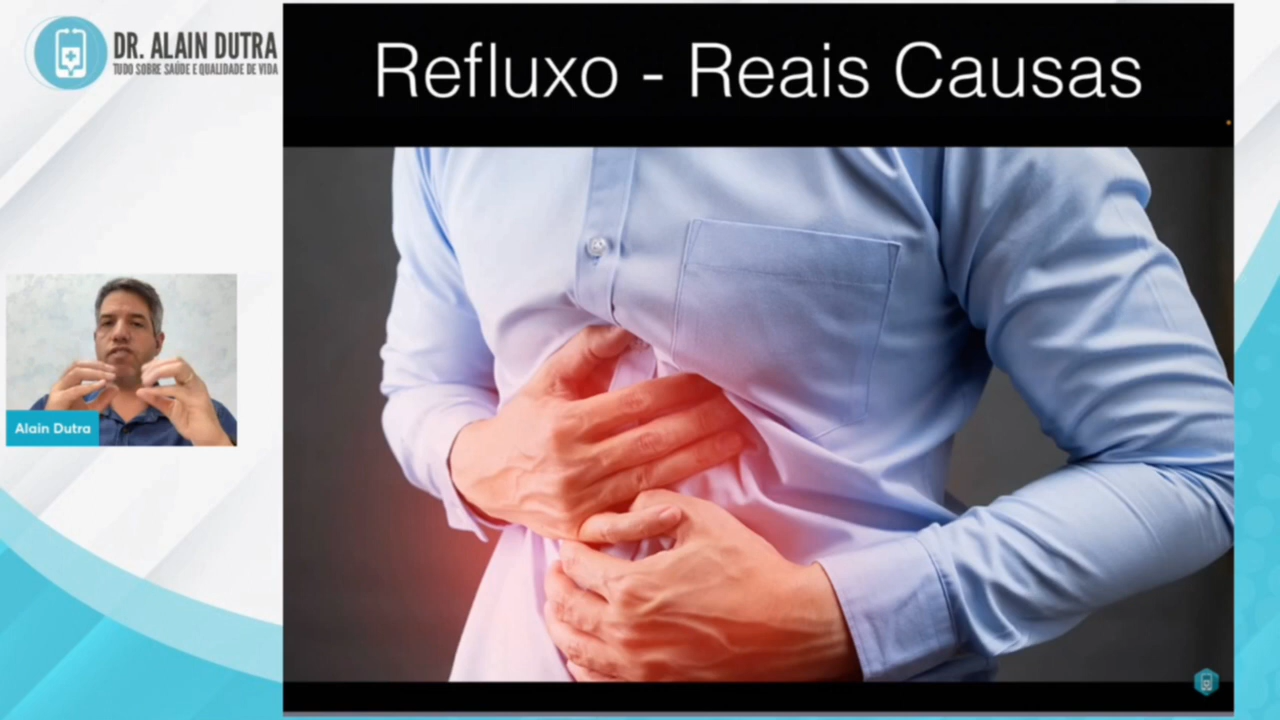 DR. ALAIN DUTRA
TUDO SOBRE SAÚDE E QUALIDADE DE VIDA
Refluxo - Reais Causas
Alain Dutra